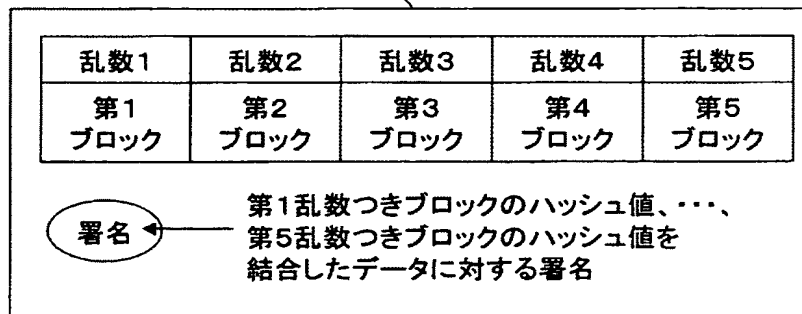 乱数1 乱数2 乱数3 乱数4 乱数5
第1 第2 第3 第4 第5
ブロック ブロック ブロック ブロック ブロック
署名
第1乱数つきブロックのハッシュ値、・・・、
第5乱数つきブロックのハッシュ値を
結合したデータに対する署名